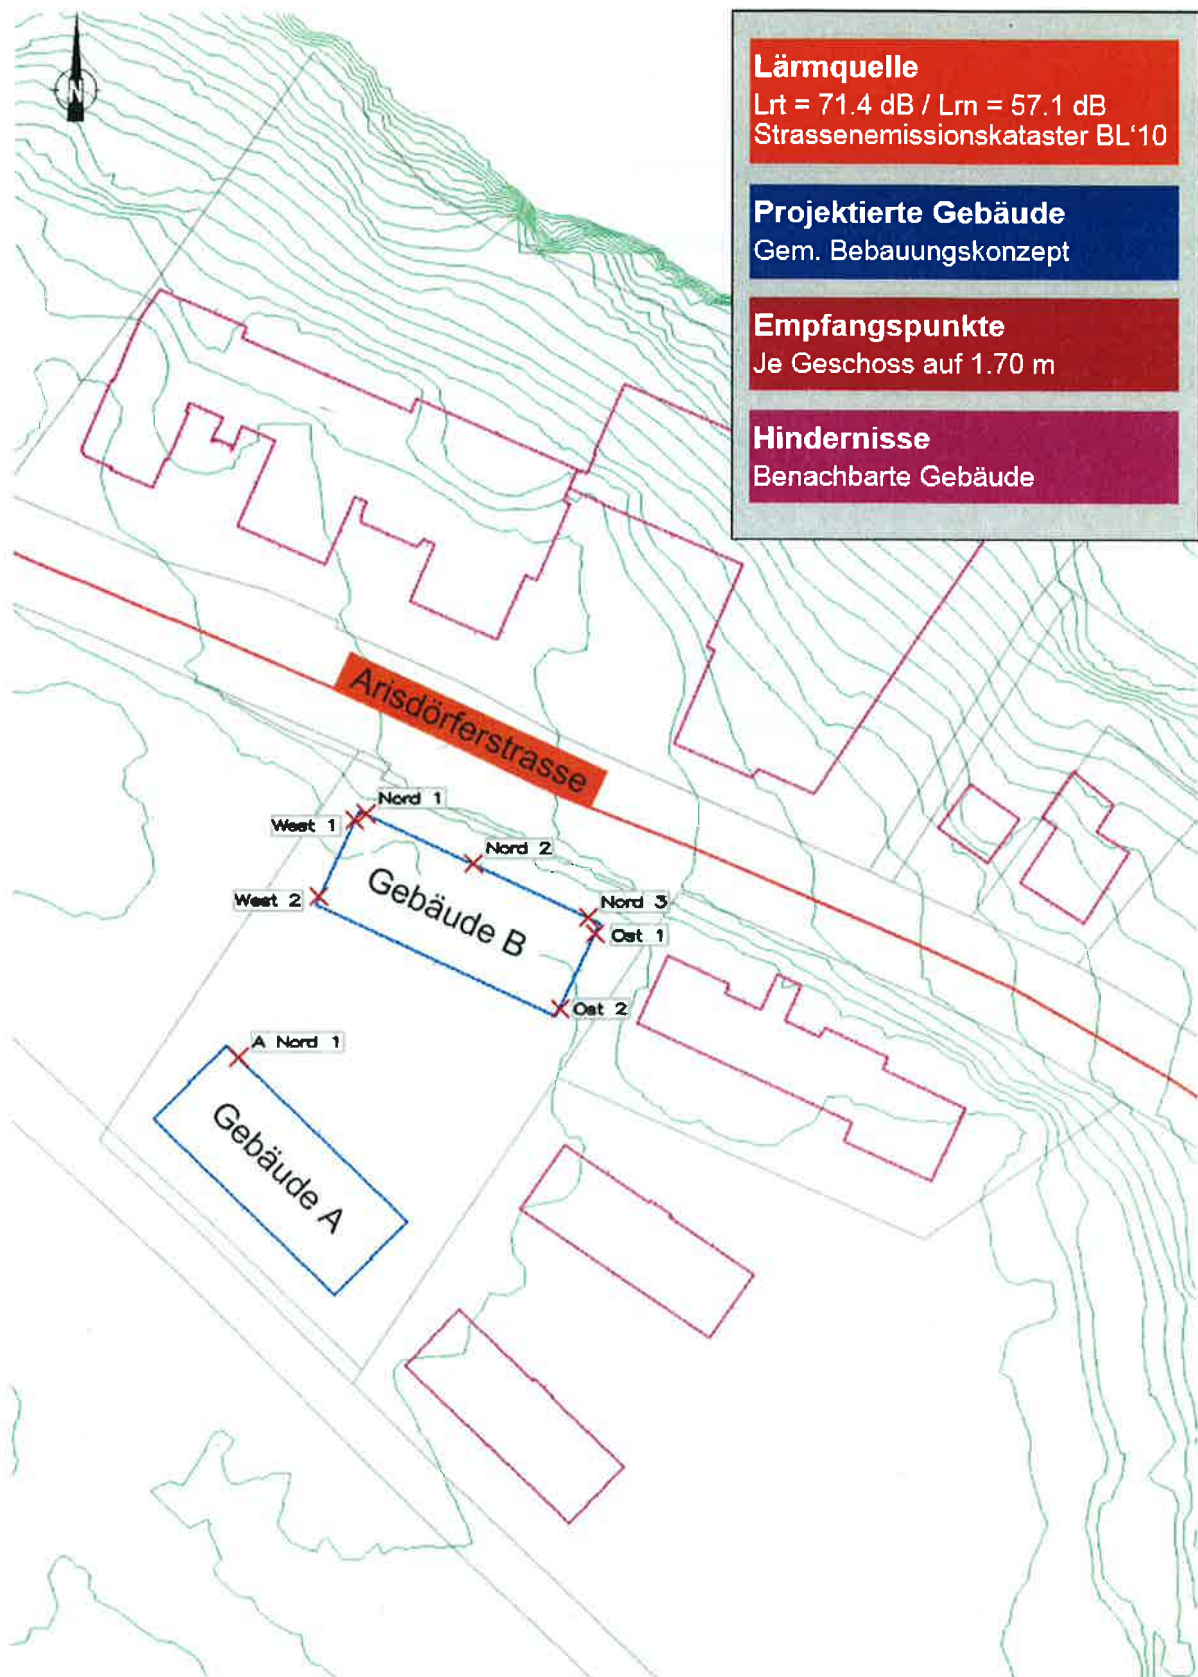 N
Lärmquelle
Lrt = 71.4 dB / Lrn = 57.1 dB
Strassenemissionskataster BL'10
Projektierte Gebäude
Gem. Bebauungskonzept
Empfangspunkte
Je Geschoss auf 1.70 m
Hindernisse
Benachbarte Gebäude
Arisdörferstrasse
Nord 1
West 1
Nord 2
West 2
Gebäude B
Nord 3
Ost 1
Ost 2
A Nord 1
Gebäude A